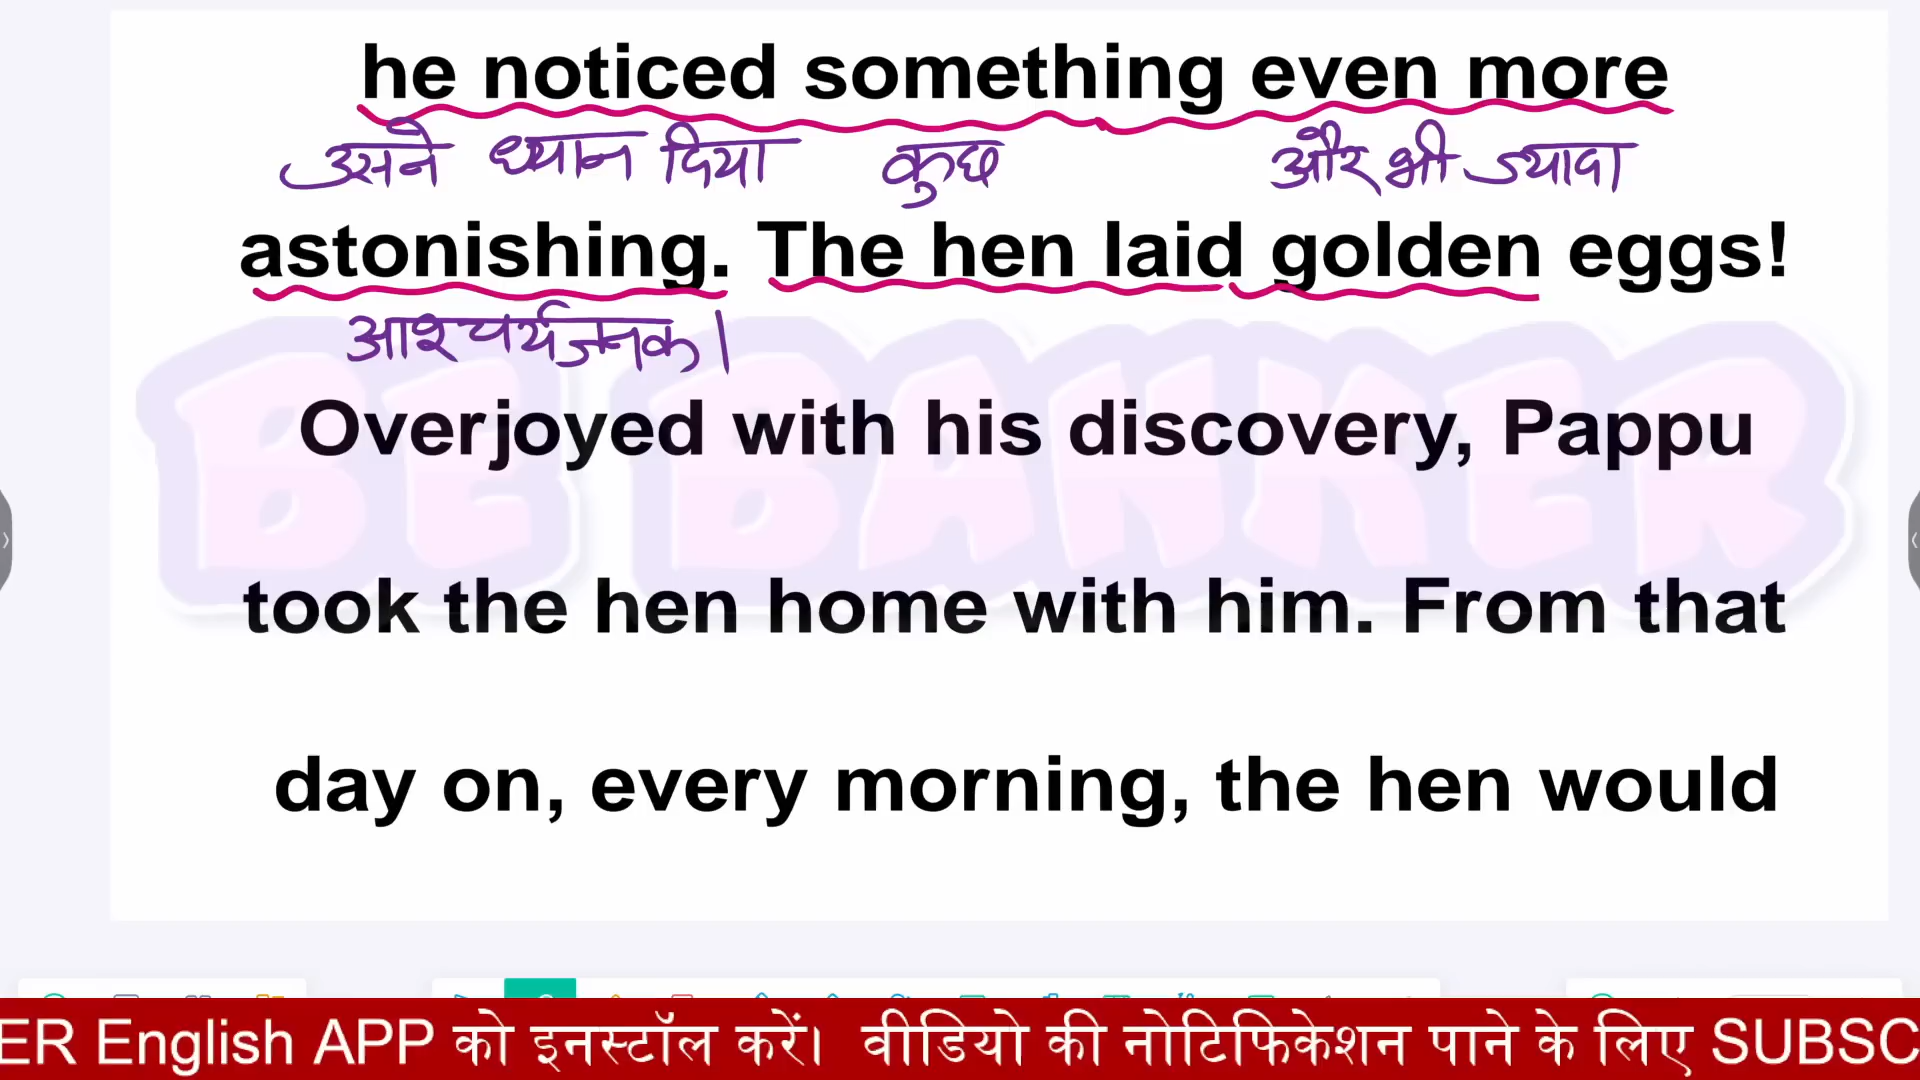 he noticed something even more
उसने ध्यान दिया कुछ और भी ज्यादा
astonishing. The hen laid golden eggs!
आश्चर्यजनक।
BE BANKER
Overjoyed with his discovery, Pappu
took the hen home with him. From that
day on, every morning, the hen would
ER English APP को इनस्टॉल करें। वीडियो की नोटिफिकेशन पाने के लिए SUBSC